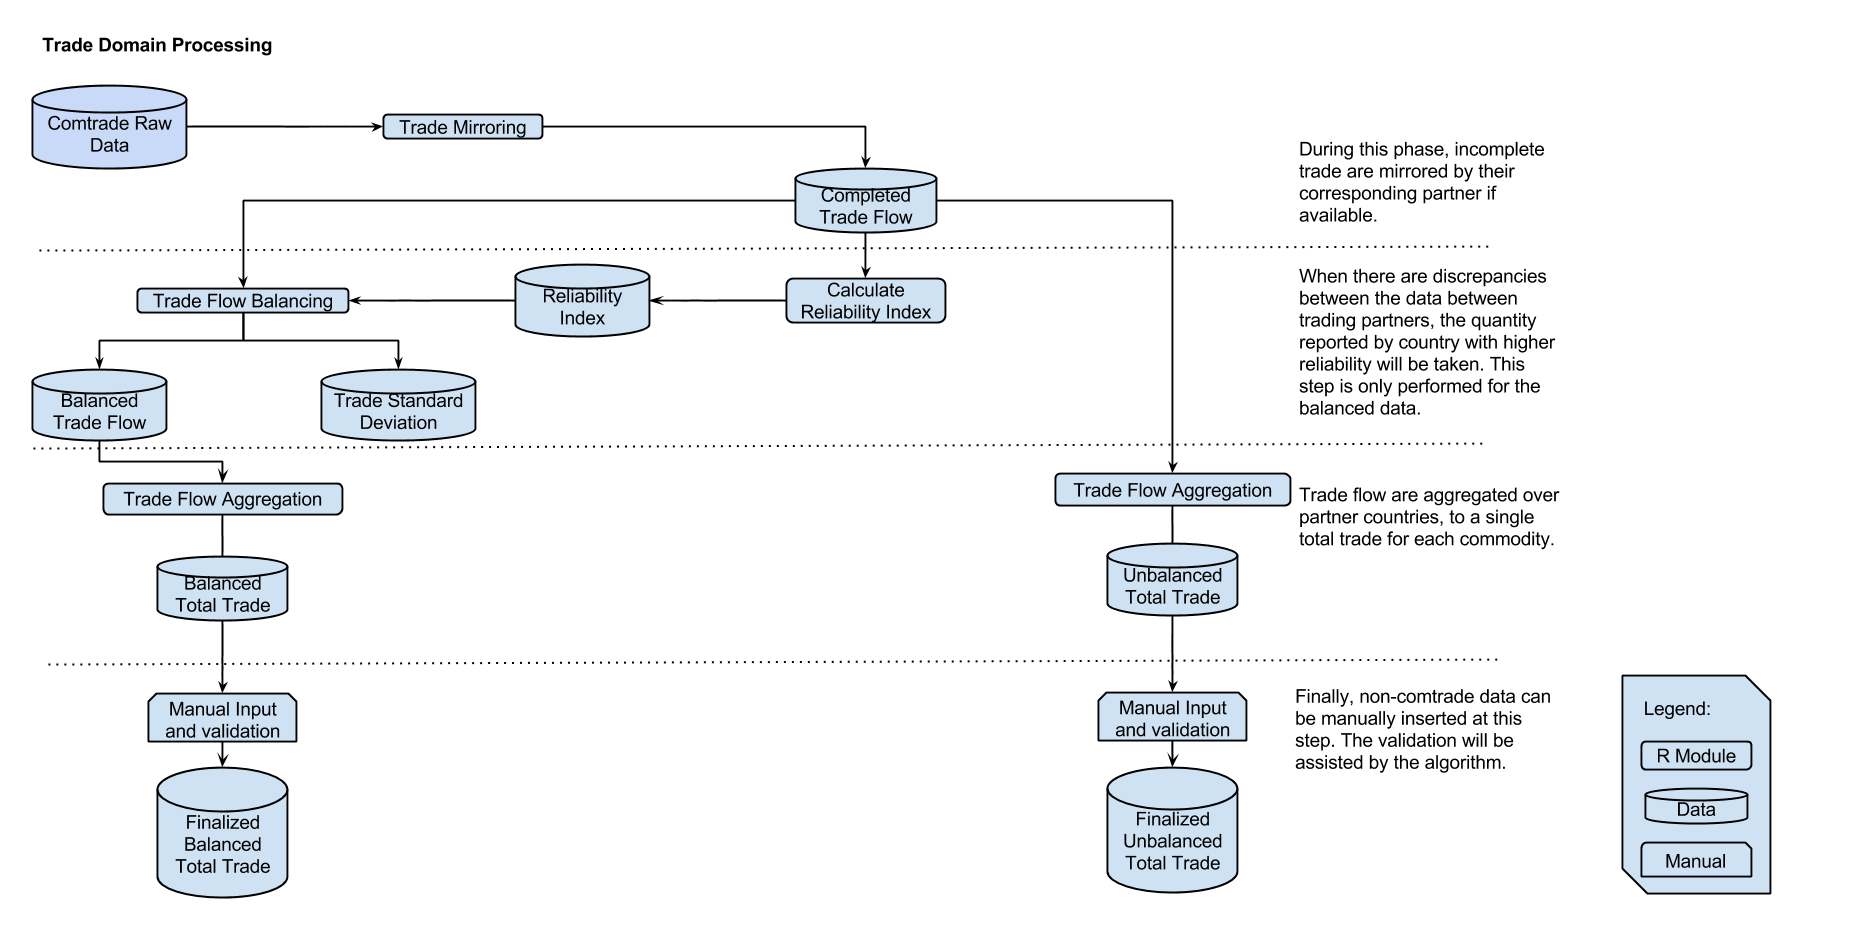 Trade Domain Processing
Comtrade Raw
Data
Trade Mirroring
Completed
Trade Flow
During this phase, incomplete
trade are mirrored by their
corresponding partner if
available.
Trade Flow Balancing
Reliability
Index
Calculate
Reliability Index
When there are discrepancies
between the data between
trading partners, the quantity
reported by country with higher
reliability will be taken. This
step is only performed for the
balanced data.
Balanced
Trade Flow
Trade Standard
Deviation
Trade Flow Aggregation
Trade Flow Aggregation
Trade flow are aggregated over
partner countries, to a single
total trade for each commodity.
Balanced
Total Trade
Unbalanced
Total Trade
Manual Input
and validation
Manual Input
and validation
Finally, non-comtrade data can
be manually inserted at this
step. The validation will be
assisted by the algorithm.
Finalized
Balanced
Total Trade
Finalized
Unbalanced
Total Trade
Legend:
R Module
Data
Manual